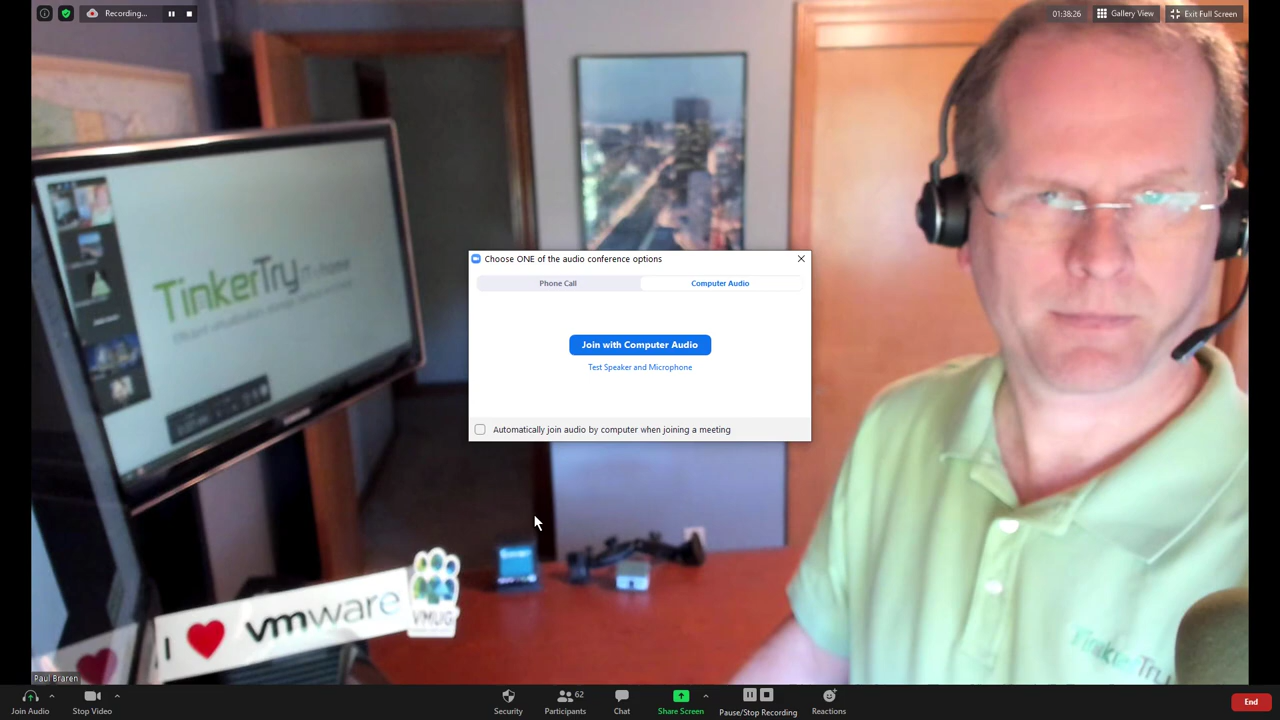 Recording...
01:38:26
Gallery View
Exit Full Screen
TinkerTry
Choose ONE of the audio conference options
Phone Call
Computer Audio
Join with Computer Audio
Test Speaker and Microphone
Automatically join audio by computer when joining a meeting
I ❤ vmware
VMUG
TinkerTry
Paul Braren
Join Audio
Stop Video
Security
62
Participants
Chat
Share Screen
Pause/Stop Recording
Reactions
End